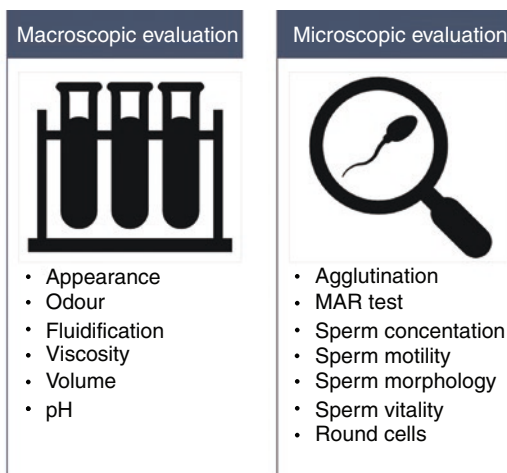 Macroscopic evaluation
• Appearance
• Odour
• Fluidification
• Viscosity
• Volume
• pH
Microscopic evaluation
• Agglutination
• MAR test
• Sperm concentation
• Sperm motility
• Sperm morphology
• Sperm vitality
• Round cells